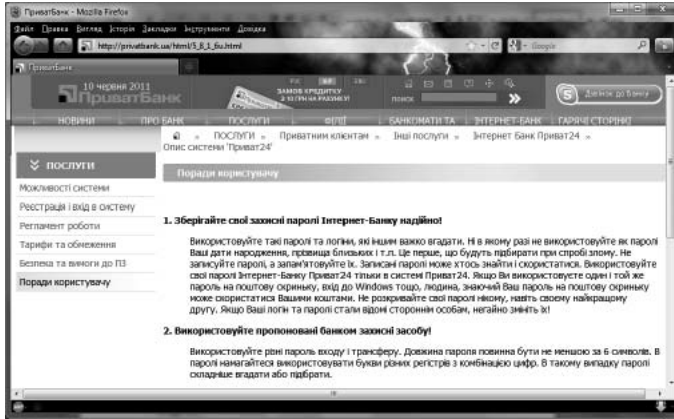 ПриватБанк - Mozilla Firefox
Файл Правка Вигляд Історія Закладки Інструменти Довідка
http://privatbank.ua/html/5_8_1_6u.html
Google
ПриватБанк
10 червня 2011
ПриватБанк
ЗАМОВ КРЕДИТКУ
ПОИСК
Дзвінок до банку
НОВИНИ ПРО БАНК ПОСЛУГИ ФІЛІЇ БАНКОМАТИ ТА ІНТЕРНЕТ-БАНК ГАРЯЧІ СТОРІНКИ
» ПОСЛУГИ » Приватним клієнтам » Інші послуги » Інтернет Банк Приват24 »
Опис системи 'Приват24'
ПОСЛУГИ
Можливості системи
Реєстрація і вхід в систему
Регламент роботи
Тарифи та обмеження
Безпека та вимоги до ПЗ
Поради користувачу
Поради користувачу
1. Зберігайте свої захисні паролі Інтернет-Банку надійно!
Використовуйте такі паролі та логіни, які іншим важко вгадати. Ні в якому разі не використовуйте як паролі
Ваші дати народження, прізвища близьких і т.п. Це перше, що будуть підбирати при спробі злому. Не
записуйте паролі, а запам'ятовуйте їх. Записані паролі може хтось знайти і скористатися. Використовуйте
свої паролі Інтернет-Банку Приват24 тільки в системі Приват24. Якщо Ви використовуєте один і той же
пароль на поштову скриньку, вхід до Windows тощо, людина, знаючий Ваш пароль на поштову скриньку
може скористатися Вашими коштами. Не розкривайте свої паролі нікому, навіть своєму найкращому
другу. Якщо Ваші логін та паролі стали відомі стороннім особам, негайно змініть їх!
2. Використовуйте пропоновані банком захисні засобу!
Використовуйте різні пароль входу і трансферу. Довжина пароля повинна бути не меншою за 6 символів. В
паролі намагайтеся використовувати букви різних регістрів з комбінацією цифр. В такому випадку паролі
складніше вгадати або підібрати.